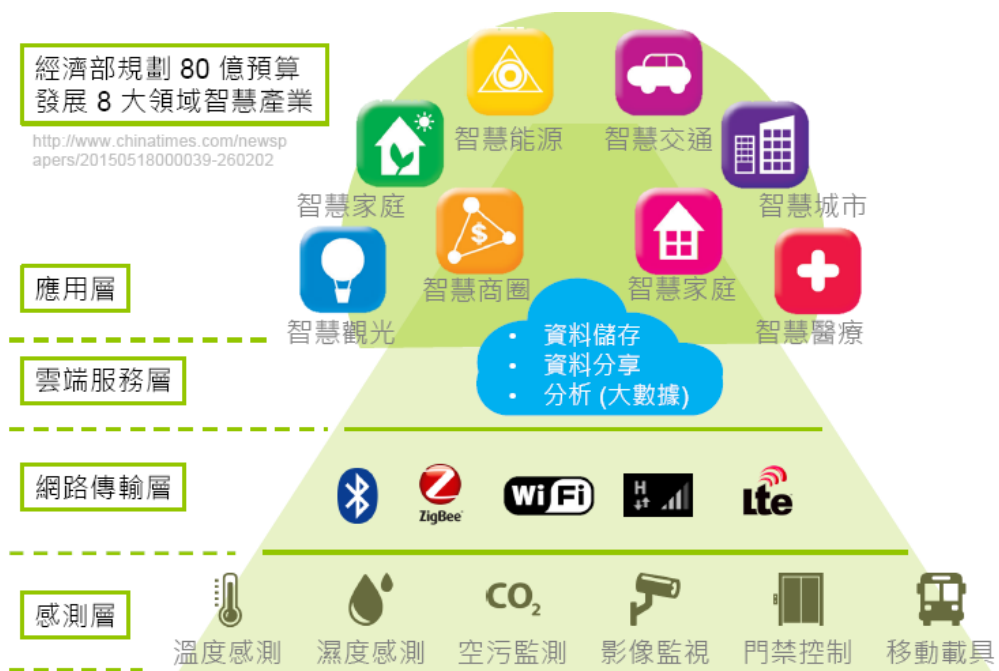 經濟部規劃 80 億預算
發展 8 大領域智慧產業
http://www.chinatimes.com/newsp
apers/20150518000039-260202
智慧能源
智慧交通
智慧家庭
智慧城市
$
智慧商圈
智慧家庭
智慧觀光
智慧醫療
應用層
• 資料儲存
• 資料分享
• 分析 (大數據)
雲端服務層
網路傳輸層
ZigBee
WiFi
H
lte
感測層
CO2
溫度感測
濕度感測
空污監測
影像監視
門禁控制
移動載具